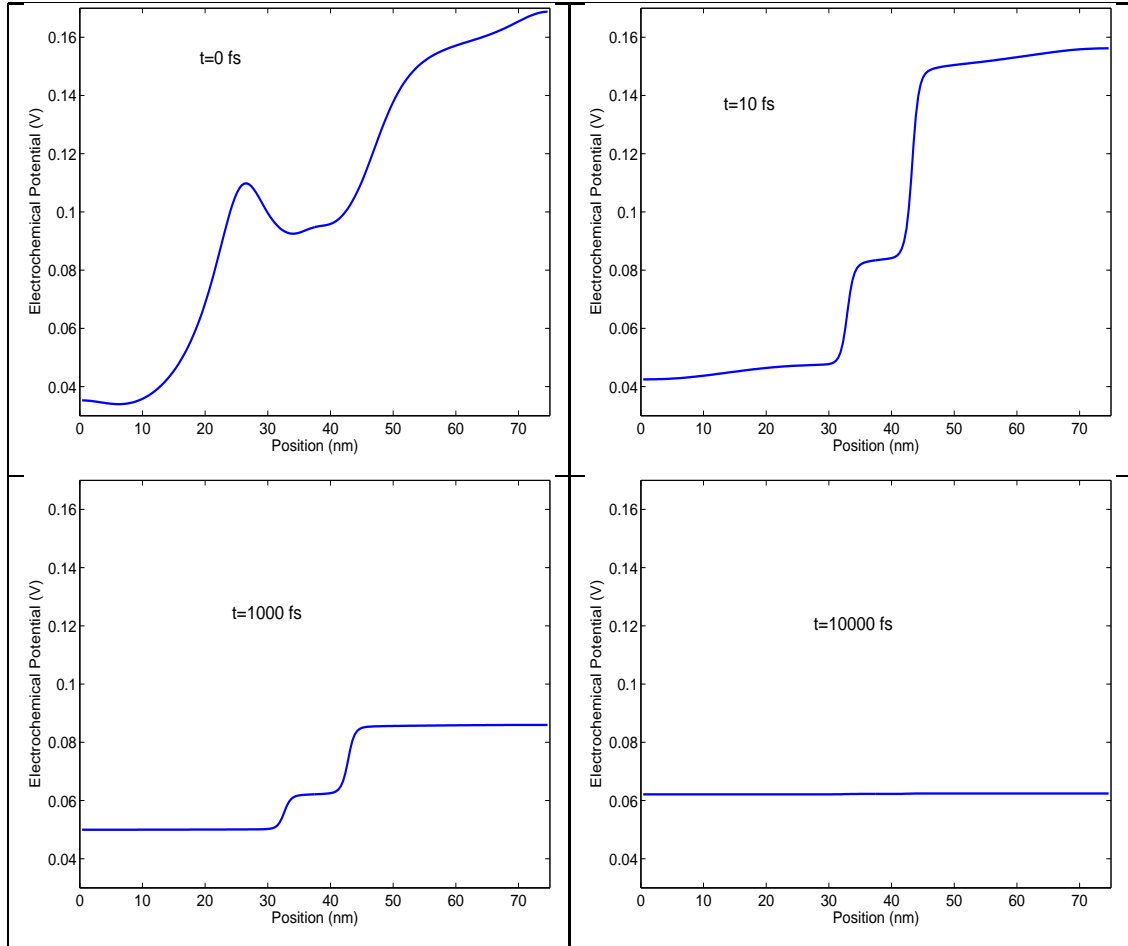 0.16
t=0 fs
0.14
0.12
0.1
0.08
0.06
0.04
0 10 20 30 40 50 60 70
Position (nm)
Electrochemical Potential (V)
0.16
0.14
t=10 fs
0.12
0.1
0.08
0.06
0.04
0 10 20 30 40 50 60 70
Position (nm)
Electrochemical Potential (V)
0.16
0.14
t=1000 fs
0.12
0.1
0.08
0.06
0.04
0 10 20 30 40 50 60 70
Position (nm)
Electrochemical Potential (V)
0.16
0.14
t=10000 fs
0.12
0.1
0.08
0.06
0.04
0 10 20 30 40 50 60 70
Position (nm)
Electrochemical Potential (V)